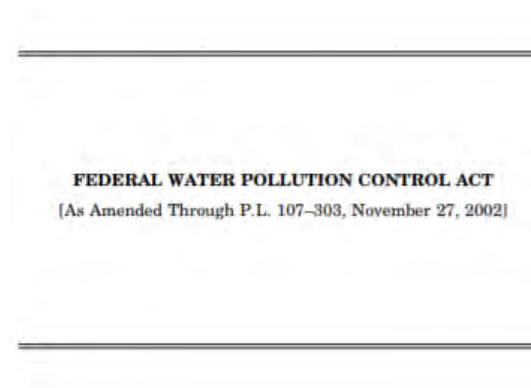 FEDERAL WATER POLLUTION CONTROL ACT
[As Amended Through P.L. 107–303, November 27, 2002]